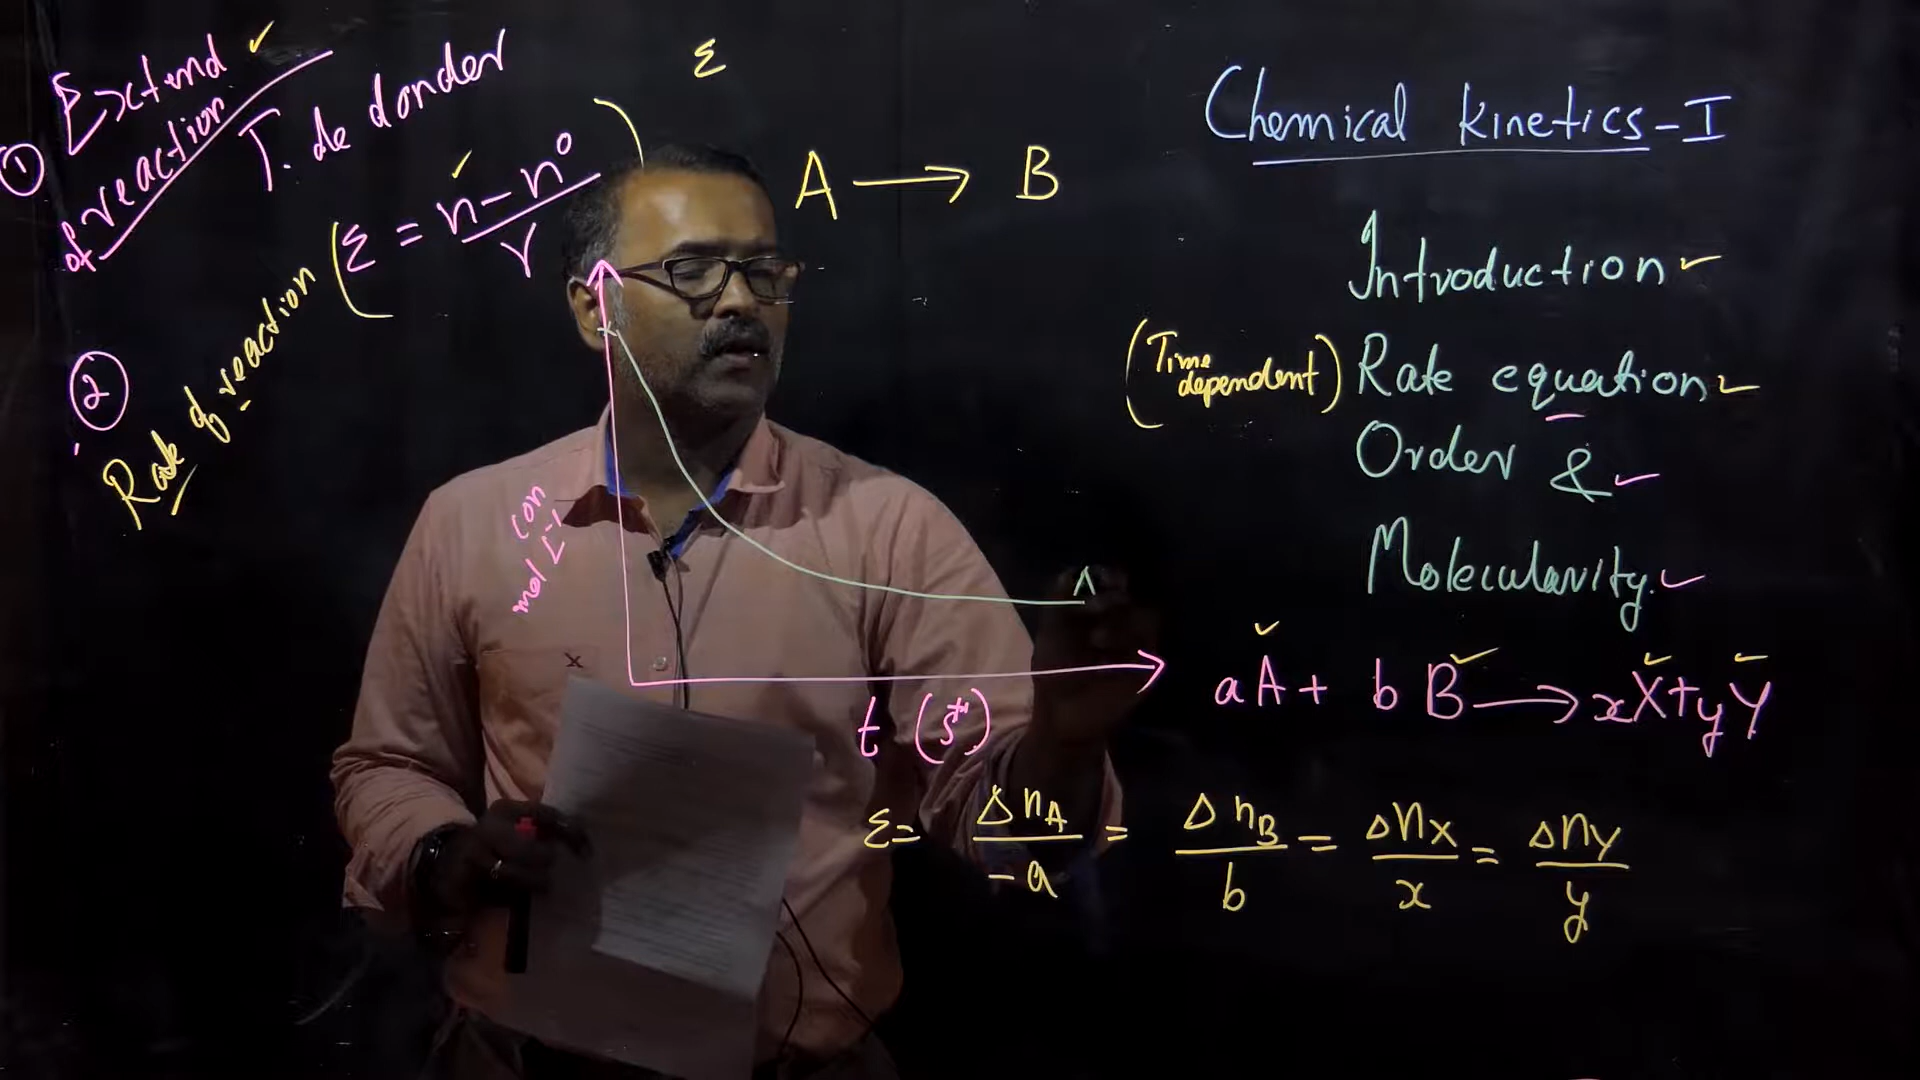 Chemical kinetics - I
Introduction
(Time dependent) Rate equation
Order &
Molecularity.
aA + bB → xX + yY
ε = ΔnA / -a = ΔnB / b = Δnx / x = Δny / y
① Extend
of reaction
T. de donder
ε = n - n° / ν
② Rate of reaction
ε
A → B
con
mol L-1
t